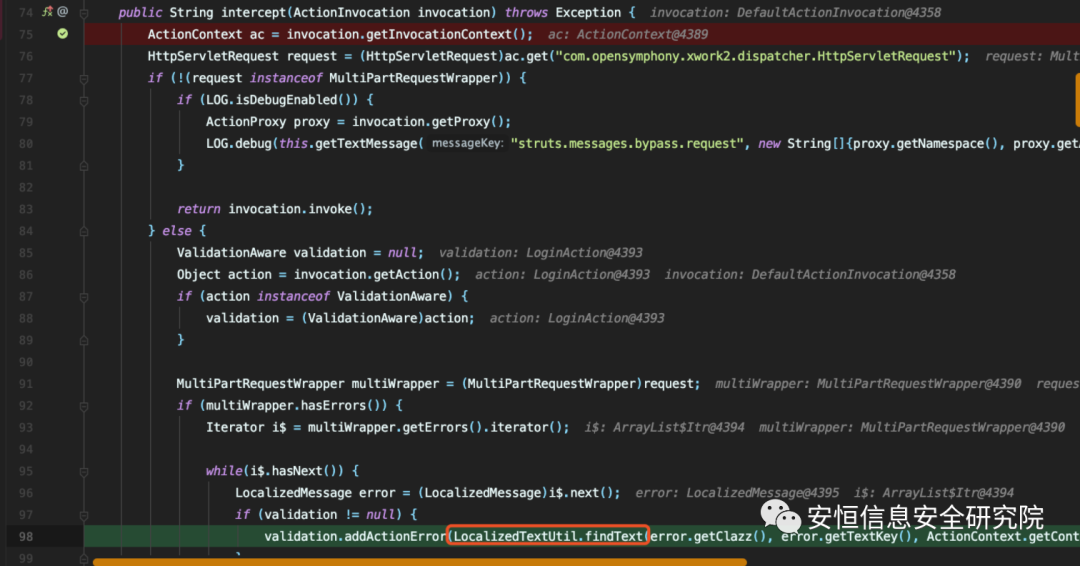 74 @ public String intercept(ActionInvocation invocation) throws Exception { invocation: DefaultActionInvocation@4358
75 ActionContext ac = invocation.getInvocationContext(); ac: ActionContext@4389
76 HttpServletRequest request = (HttpServletRequest)ac.get("com.opensymphony.xwork2.dispatcher.HttpServletRequest"); request: Mult
77 if (!(request instanceof MultiPartRequestWrapper)) {
78 if (LOG.isDebugEnabled()) {
79 ActionProxy proxy = invocation.getProxy();
80 LOG.debug(this.getTextMessage( messageKey: "struts.messages.bypass.request", new String[]{proxy.getNamespace(), proxy.getA
81 }
82
83 return invocation.invoke();
84 } else {
85 ValidationAware validation = null; validation: LoginAction@4393
86 Object action = invocation.getAction(); action: LoginAction@4393 invocation: DefaultActionInvocation@4358
87 if (action instanceof ValidationAware) {
88 validation = (ValidationAware)action; action: LoginAction@4393
89 }
90
91 MultiPartRequestWrapper multiWrapper = (MultiPartRequestWrapper)request; multiWrapper: MultiPartRequestWrapper@4390 reques
92 if (multiWrapper.hasErrors()) {
93 Iterator i$ = multiWrapper.getErrors().iterator(); i$: ArrayList$Itr@4394 multiWrapper: MultiPartRequestWrapper@4390
94
95 while(i$.hasNext()) {
96 LocalizedMessage error = (LocalizedMessage)i$.next(); error: LocalizedMessage@4395 i$: ArrayList$Itr@4394
97 if (validation != null) {
98 validation.addActionError(LocalizedTextUtil.findText(error.getClazz(), error.getTextKey(), ActionContext.getCont
99
安恒信息安全研究院